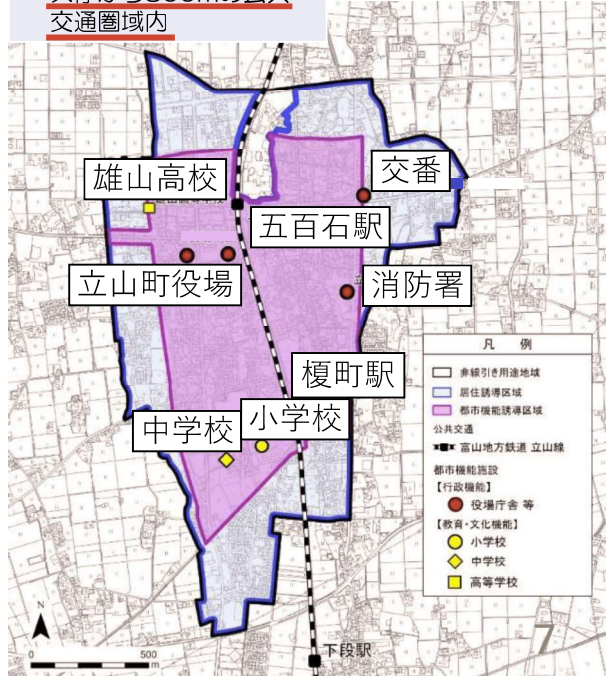 交通圏域内
雄山高校
交番
五百石駅
立山町役場
消防署
榎町駅
中学校
小学校
凡 例
非線引き用途地域
居住誘導区域
都市機能誘導区域
公共交通
富山地方鉄道 立山線
都市機能施設
【行政機能】
役場庁舎 等
【教育・文化機能】
小学校
中学校
高等学校
N
0
500
m
下段駅
7